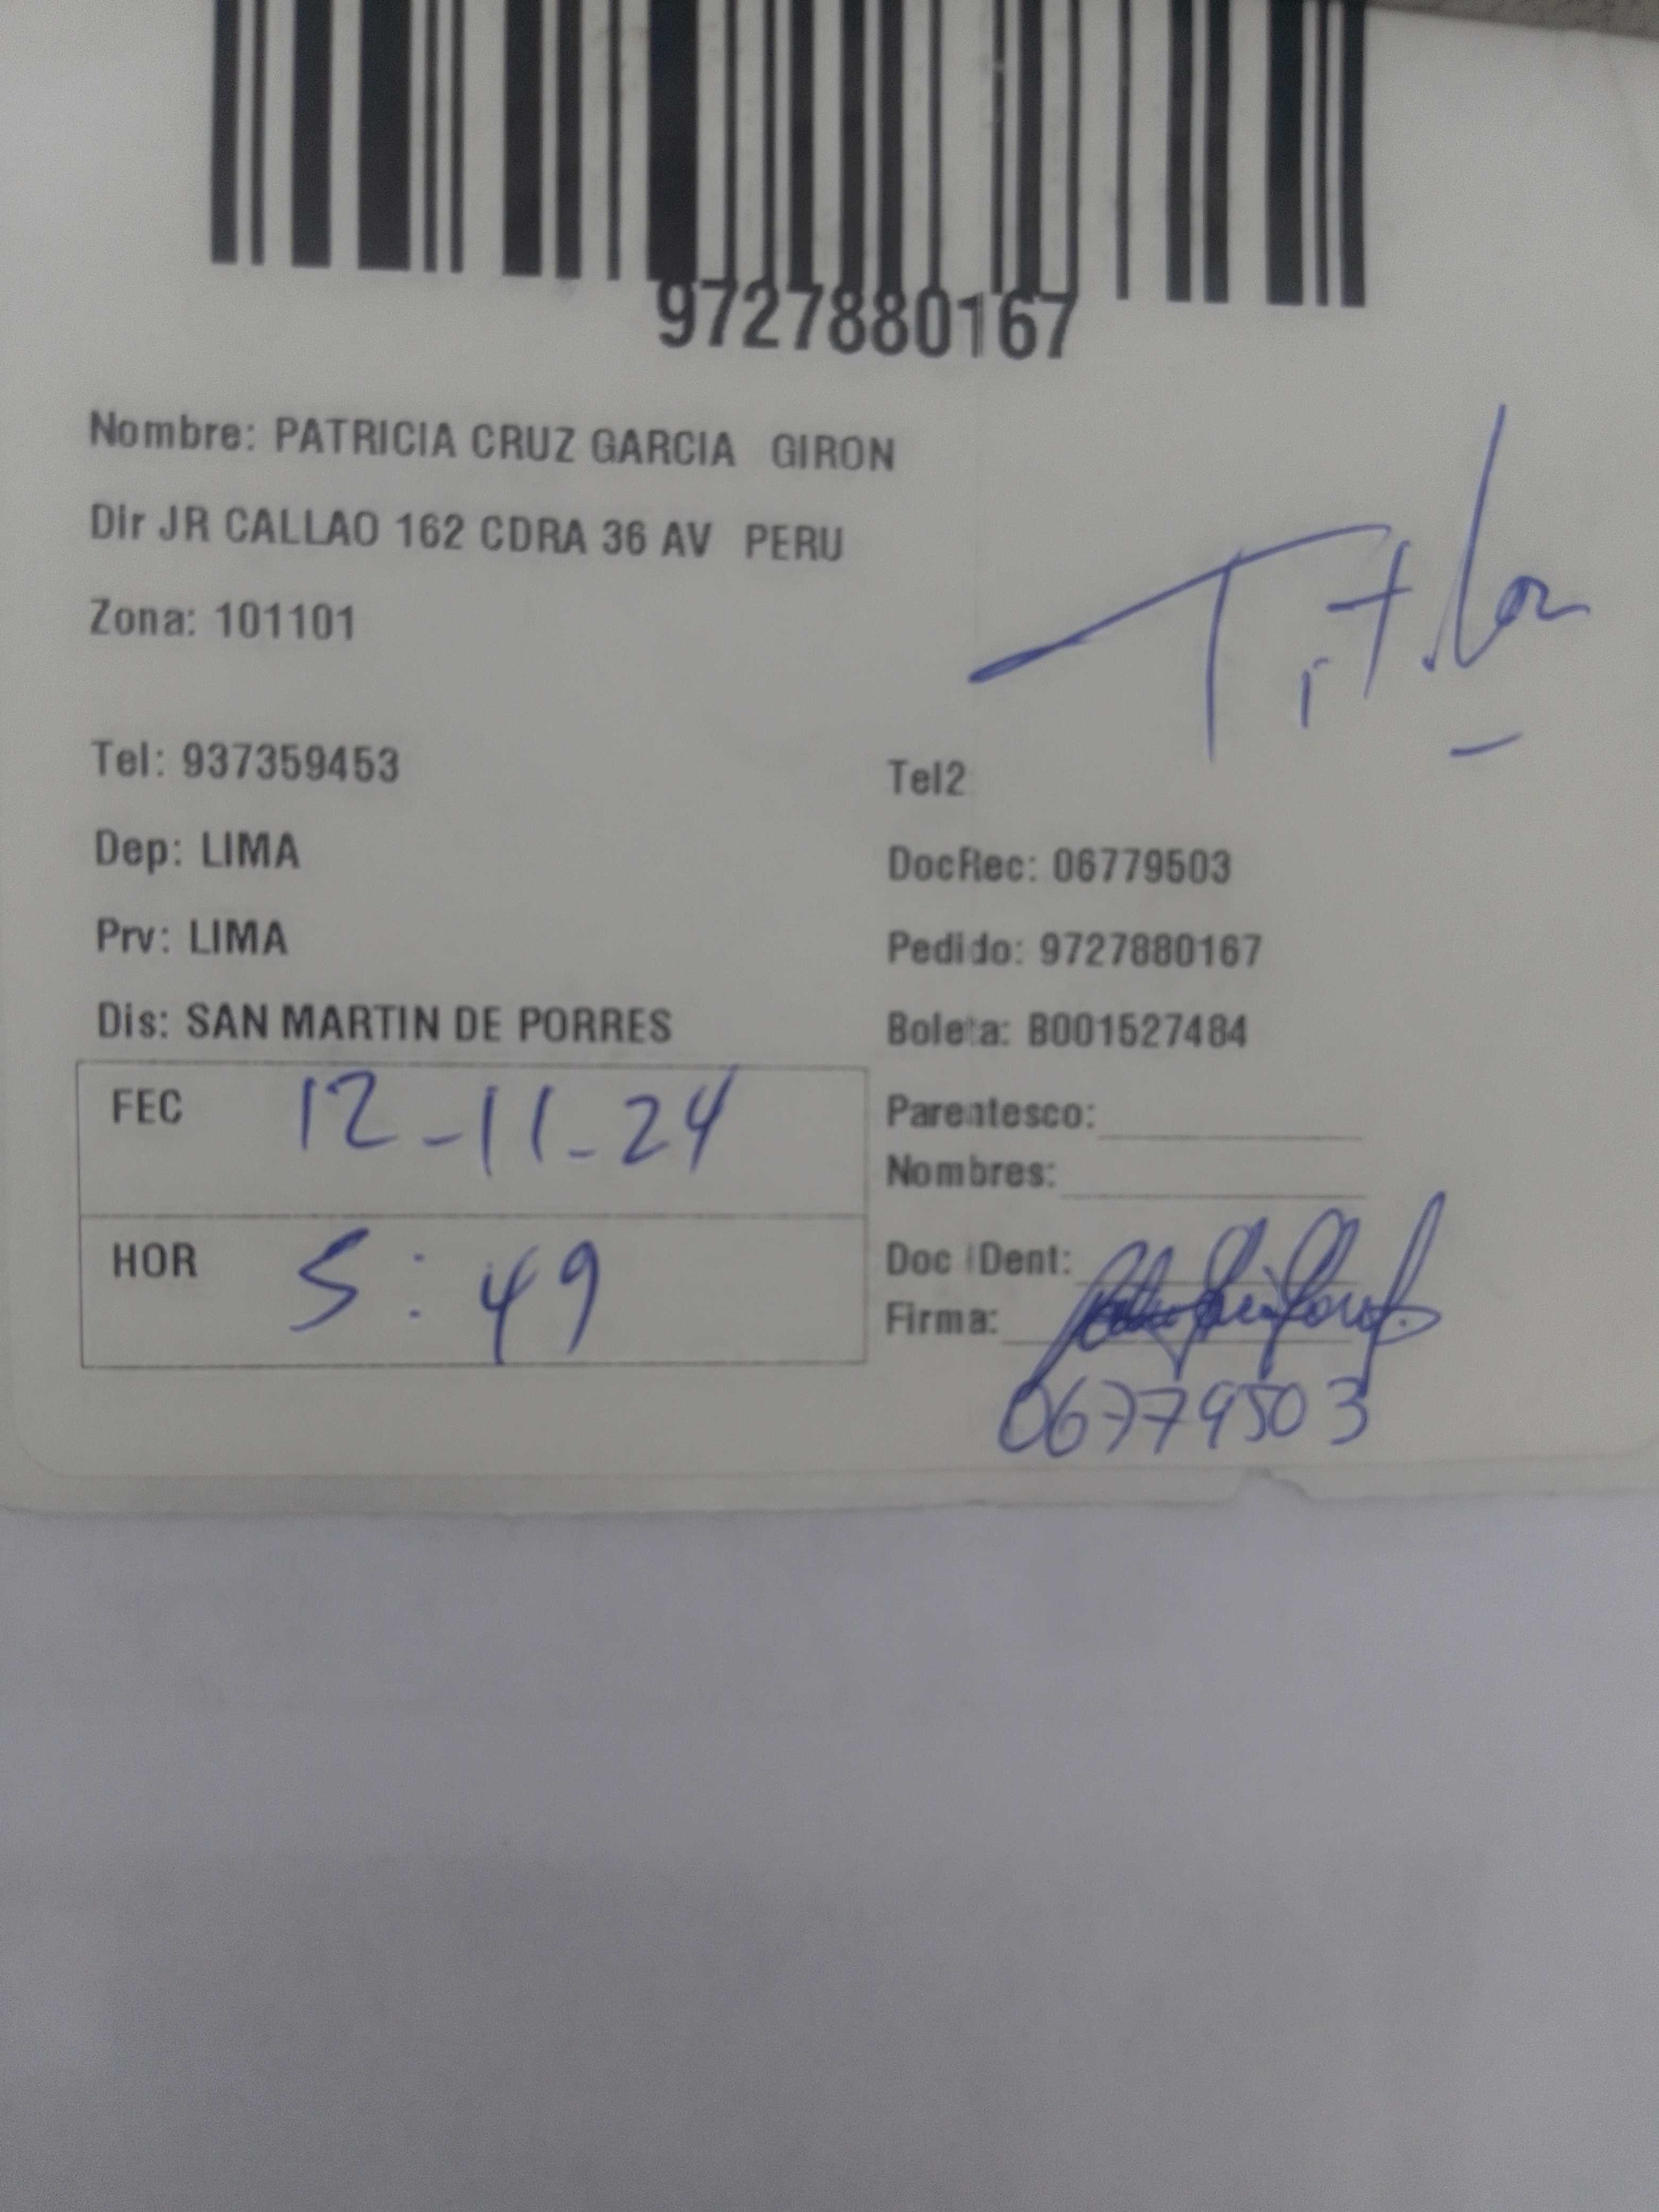 9727880167
Nombre: PATRICIA CRUZ GARCIA GIRON
Dir JR CALLAO 162 CDRA 36 AV PERU
Zona: 101101
Tel: 937359453
Tel2
Dep: LIMA
DocRec: 06779503
Prv: LIMA
Pedido: 9727880167
Dis: SAN MARTIN DE PORRES
Boleta: B001527484
FEC 12-11-24
Parentesco:
Nombres:
HOR 5:49
Doc iDent:
Firma:
06779503